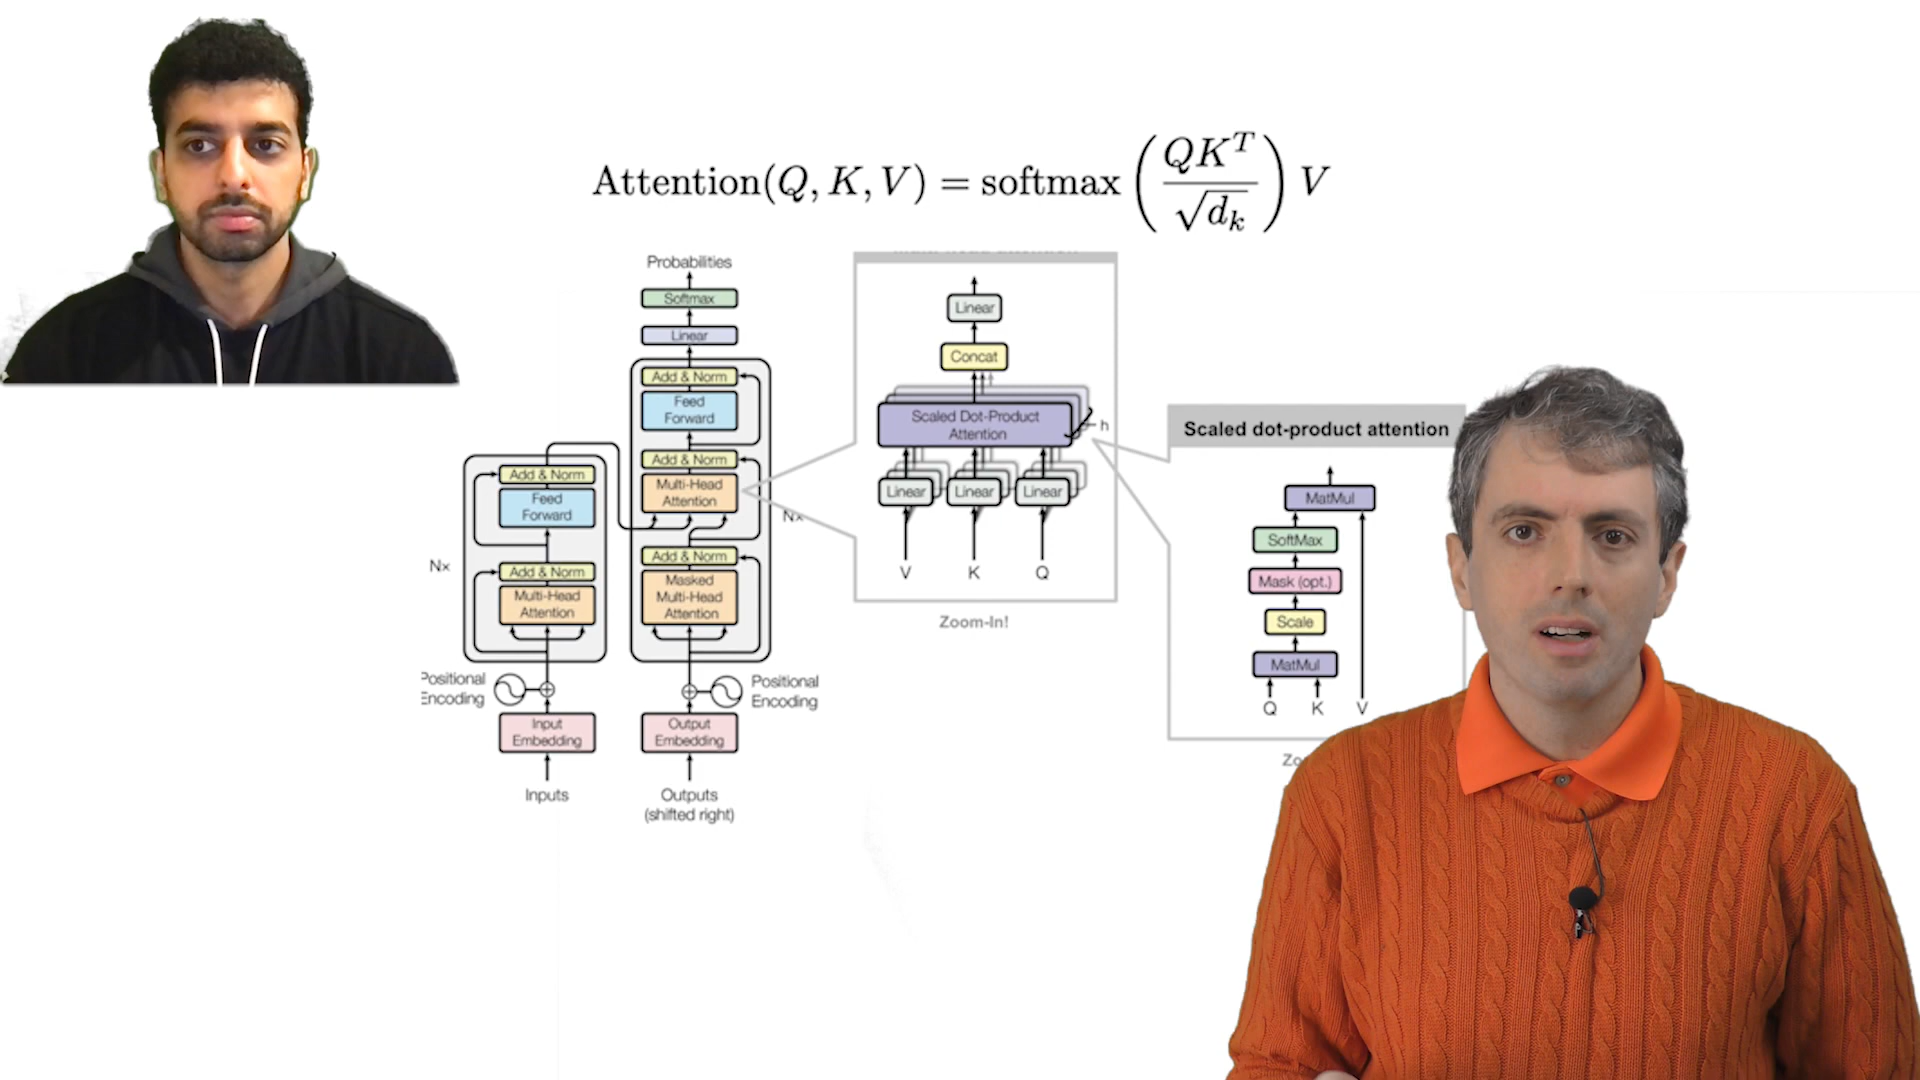 Attention(Q, K, V) = softmax(QK^T / √d_k) V
Probabilities
Softmax
Linear
Add & Norm
Feed
Forward
Add & Norm
Multi-Head
Attention
Nx
Add & Norm
Masked
Multi-Head
Attention
Positional
Encoding
Output
Embedding
Outputs
(shifted right)
Add & Norm
Feed
Forward
Nx
Add & Norm
Multi-Head
Attention
Positional
Encoding
Input
Embedding
Inputs
Linear
Concat
Scaled Dot-Product
Attention
h
Linear Linear Linear
V K Q
Zoom-In!
Scaled dot-product attention
MatMul
SoftMax
Mask (opt.)
Scale
MatMul
Q K V